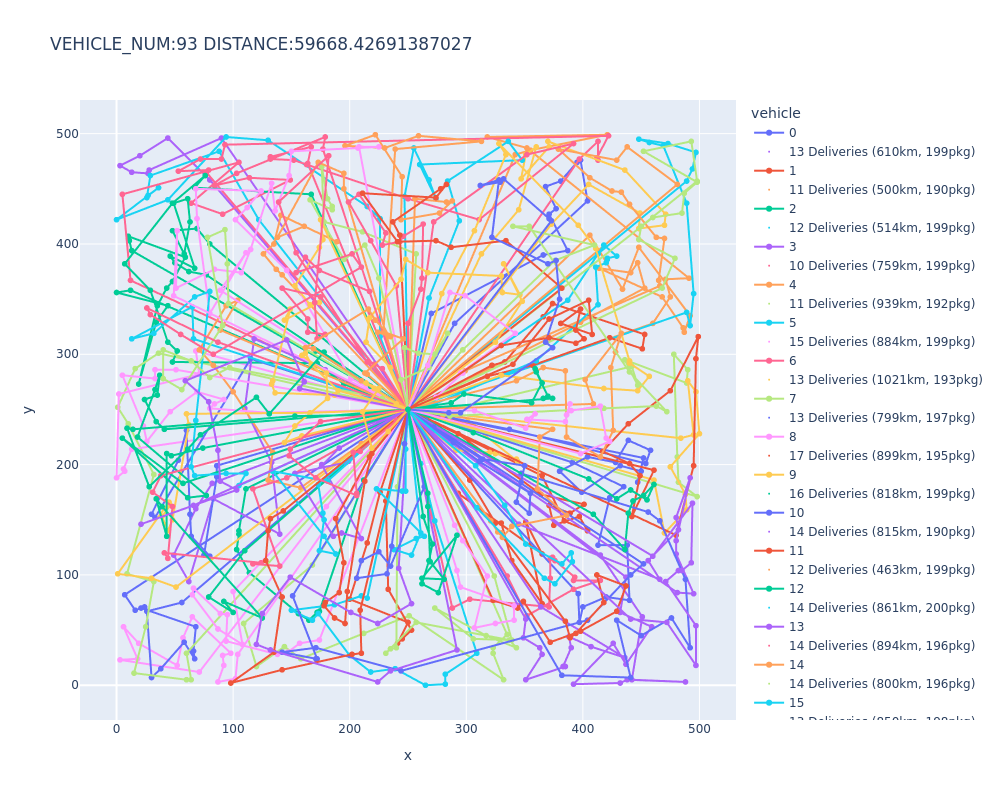 VEHICLE_NUM:93 DISTANCE:59668.42691387027
vehicle
0
13 Deliveries (610km, 199pkg)
1
11 Deliveries (500km, 190pkg)
2
12 Deliveries (514km, 199pkg)
3
10 Deliveries (759km, 199pkg)
4
11 Deliveries (939km, 192pkg)
5
15 Deliveries (884km, 199pkg)
6
13 Deliveries (1021km, 193pkg)
7
13 Deliveries (799km, 197pkg)
8
17 Deliveries (899km, 195pkg)
9
16 Deliveries (818km, 199pkg)
10
14 Deliveries (815km, 190pkg)
11
12 Deliveries (463km, 199pkg)
12
14 Deliveries (861km, 200pkg)
13
14 Deliveries (894km, 196pkg)
14
14 Deliveries (800km, 196pkg)
15
500
400
300
200
100
0
y
0
100
200
300
400
500
x